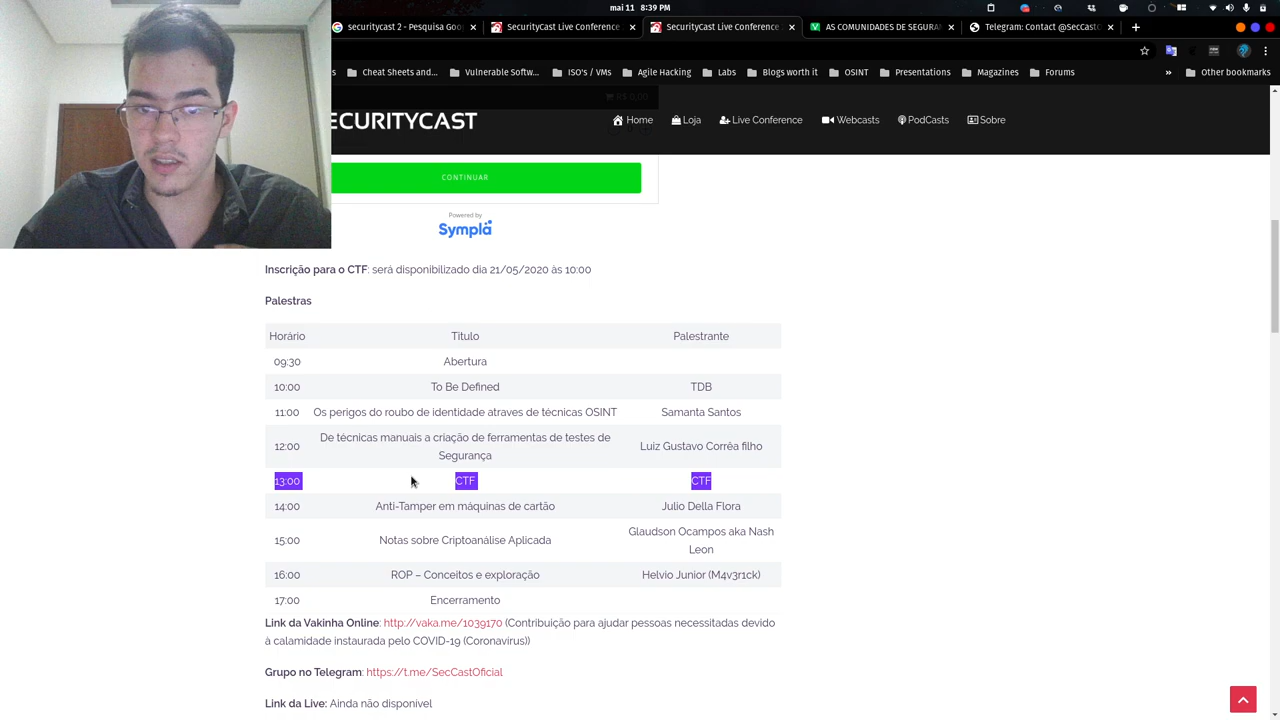 mai 11 8:39 PM
securitycast 2 - Pesquisa Goo
SecurityCast Live Conference
SecurityCast Live Conference
AS COMUNIDADES DE SEGURA
Telegram: Contact @SecCastO
s Cheat Sheets and... Vulnerable Softw... ISO's / VMs Agile Hacking Labs Blogs worth it OSINT Presentations Magazines Forums » Other bookmarks
R$ 0,00
ECURITYCAST
Home Loja Live Conference Webcasts PodCasts Sobre
CONTINUAR
Powered by
Sympla
Inscrição para o CTF: será disponibilizado dia 21/05/2020 às 10:00
Palestras
Horário Titulo Palestrante
09:30 Abertura
10:00 To Be Defined TDB
11:00 Os perigos do roubo de identidade atraves de técnicas OSINT Samanta Santos
12:00 De técnicas manuais a criação de ferramentas de testes de
Segurança Luiz Gustavo Corrêa filho
13:00 CTF CTF
14:00 Anti-Tamper em máquinas de cartão Julio Della Flora
15:00 Notas sobre Criptoanálise Aplicada Glaudson Ocampos aka Nash
Leon
16:00 ROP – Conceitos e exploração Helvio Junior (M4v3r1ck)
17:00 Encerramento
Link da Vakinha Online: http://vaka.me/1039170 (Contribuição para ajudar pessoas necessitadas devido
à calamidade instaurada pelo COVID-19 (Coronavírus))
Grupo no Telegram: https://t.me/SecCastOficial
Link da Live: Ainda não disponível